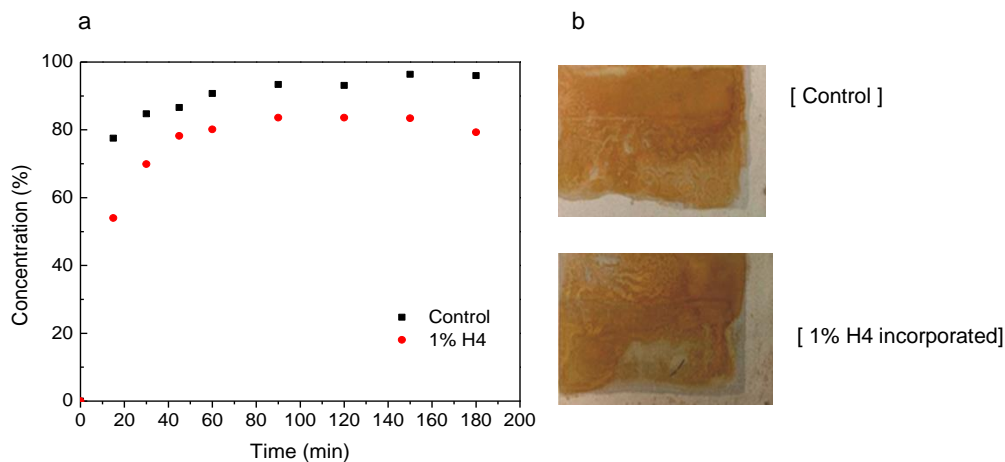 a
b
100
80
60
40
20
0
Concentration (%)
0 20 40 60 80 100 120 140 160 180 200
Time (min)
Control
1% H4
[ Control ]
[ 1% H4 incorporated]